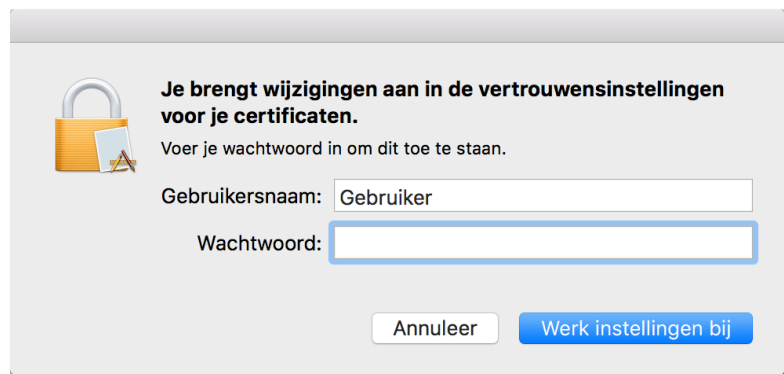 Je brengt wijzigingen aan in de vertrouwensinstellingen
voor je certificaten.
Voer je wachtwoord in om dit toe te staan.
Gebruikersnaam: Gebruiker
Wachtwoord:
Annuleer Werk instellingen bij